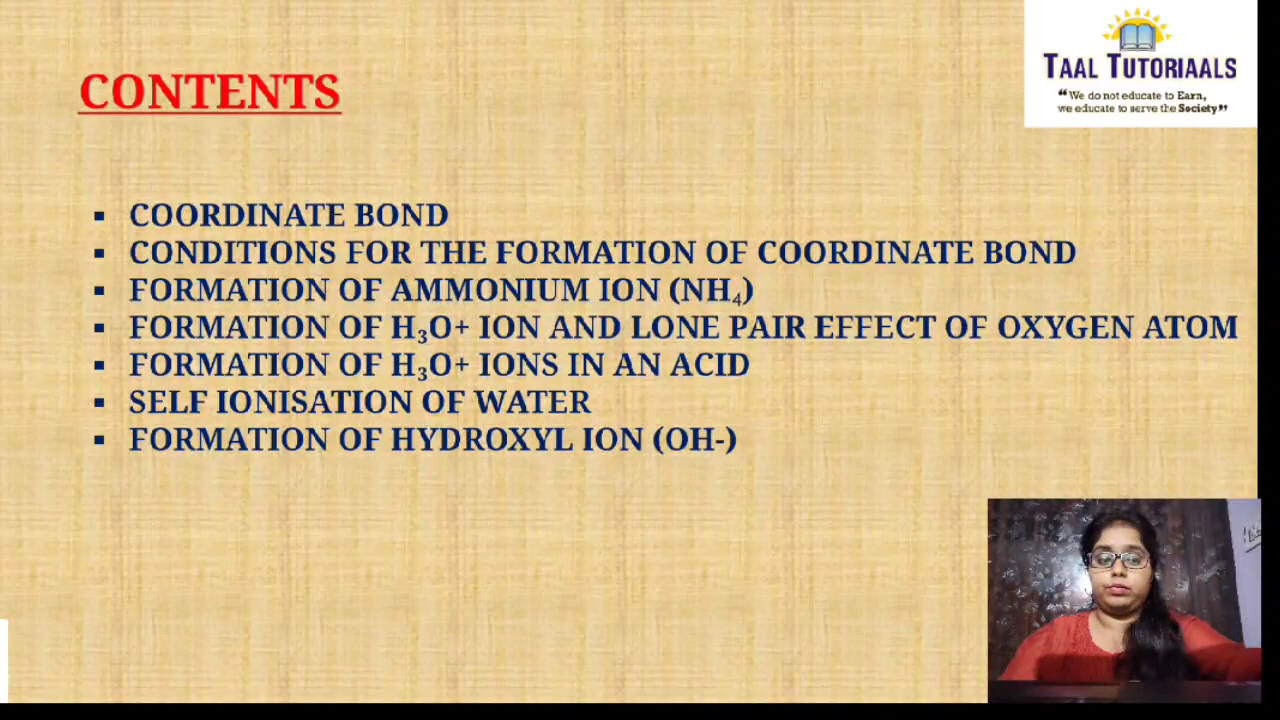 CONTENTS
TAAL TUTORIAALS
“We do not educate to Earn,
we educate to serve the Society”
▪ COORDINATE BOND
▪ CONDITIONS FOR THE FORMATION OF COORDINATE BOND
▪ FORMATION OF AMMONIUM ION (NH₄)
▪ FORMATION OF H₃O+ ION AND LONE PAIR EFFECT OF OXYGEN ATOM
▪ FORMATION OF H₃O+ IONS IN AN ACID
▪ SELF IONISATION OF WATER
▪ FORMATION OF HYDROXYL ION (OH-)